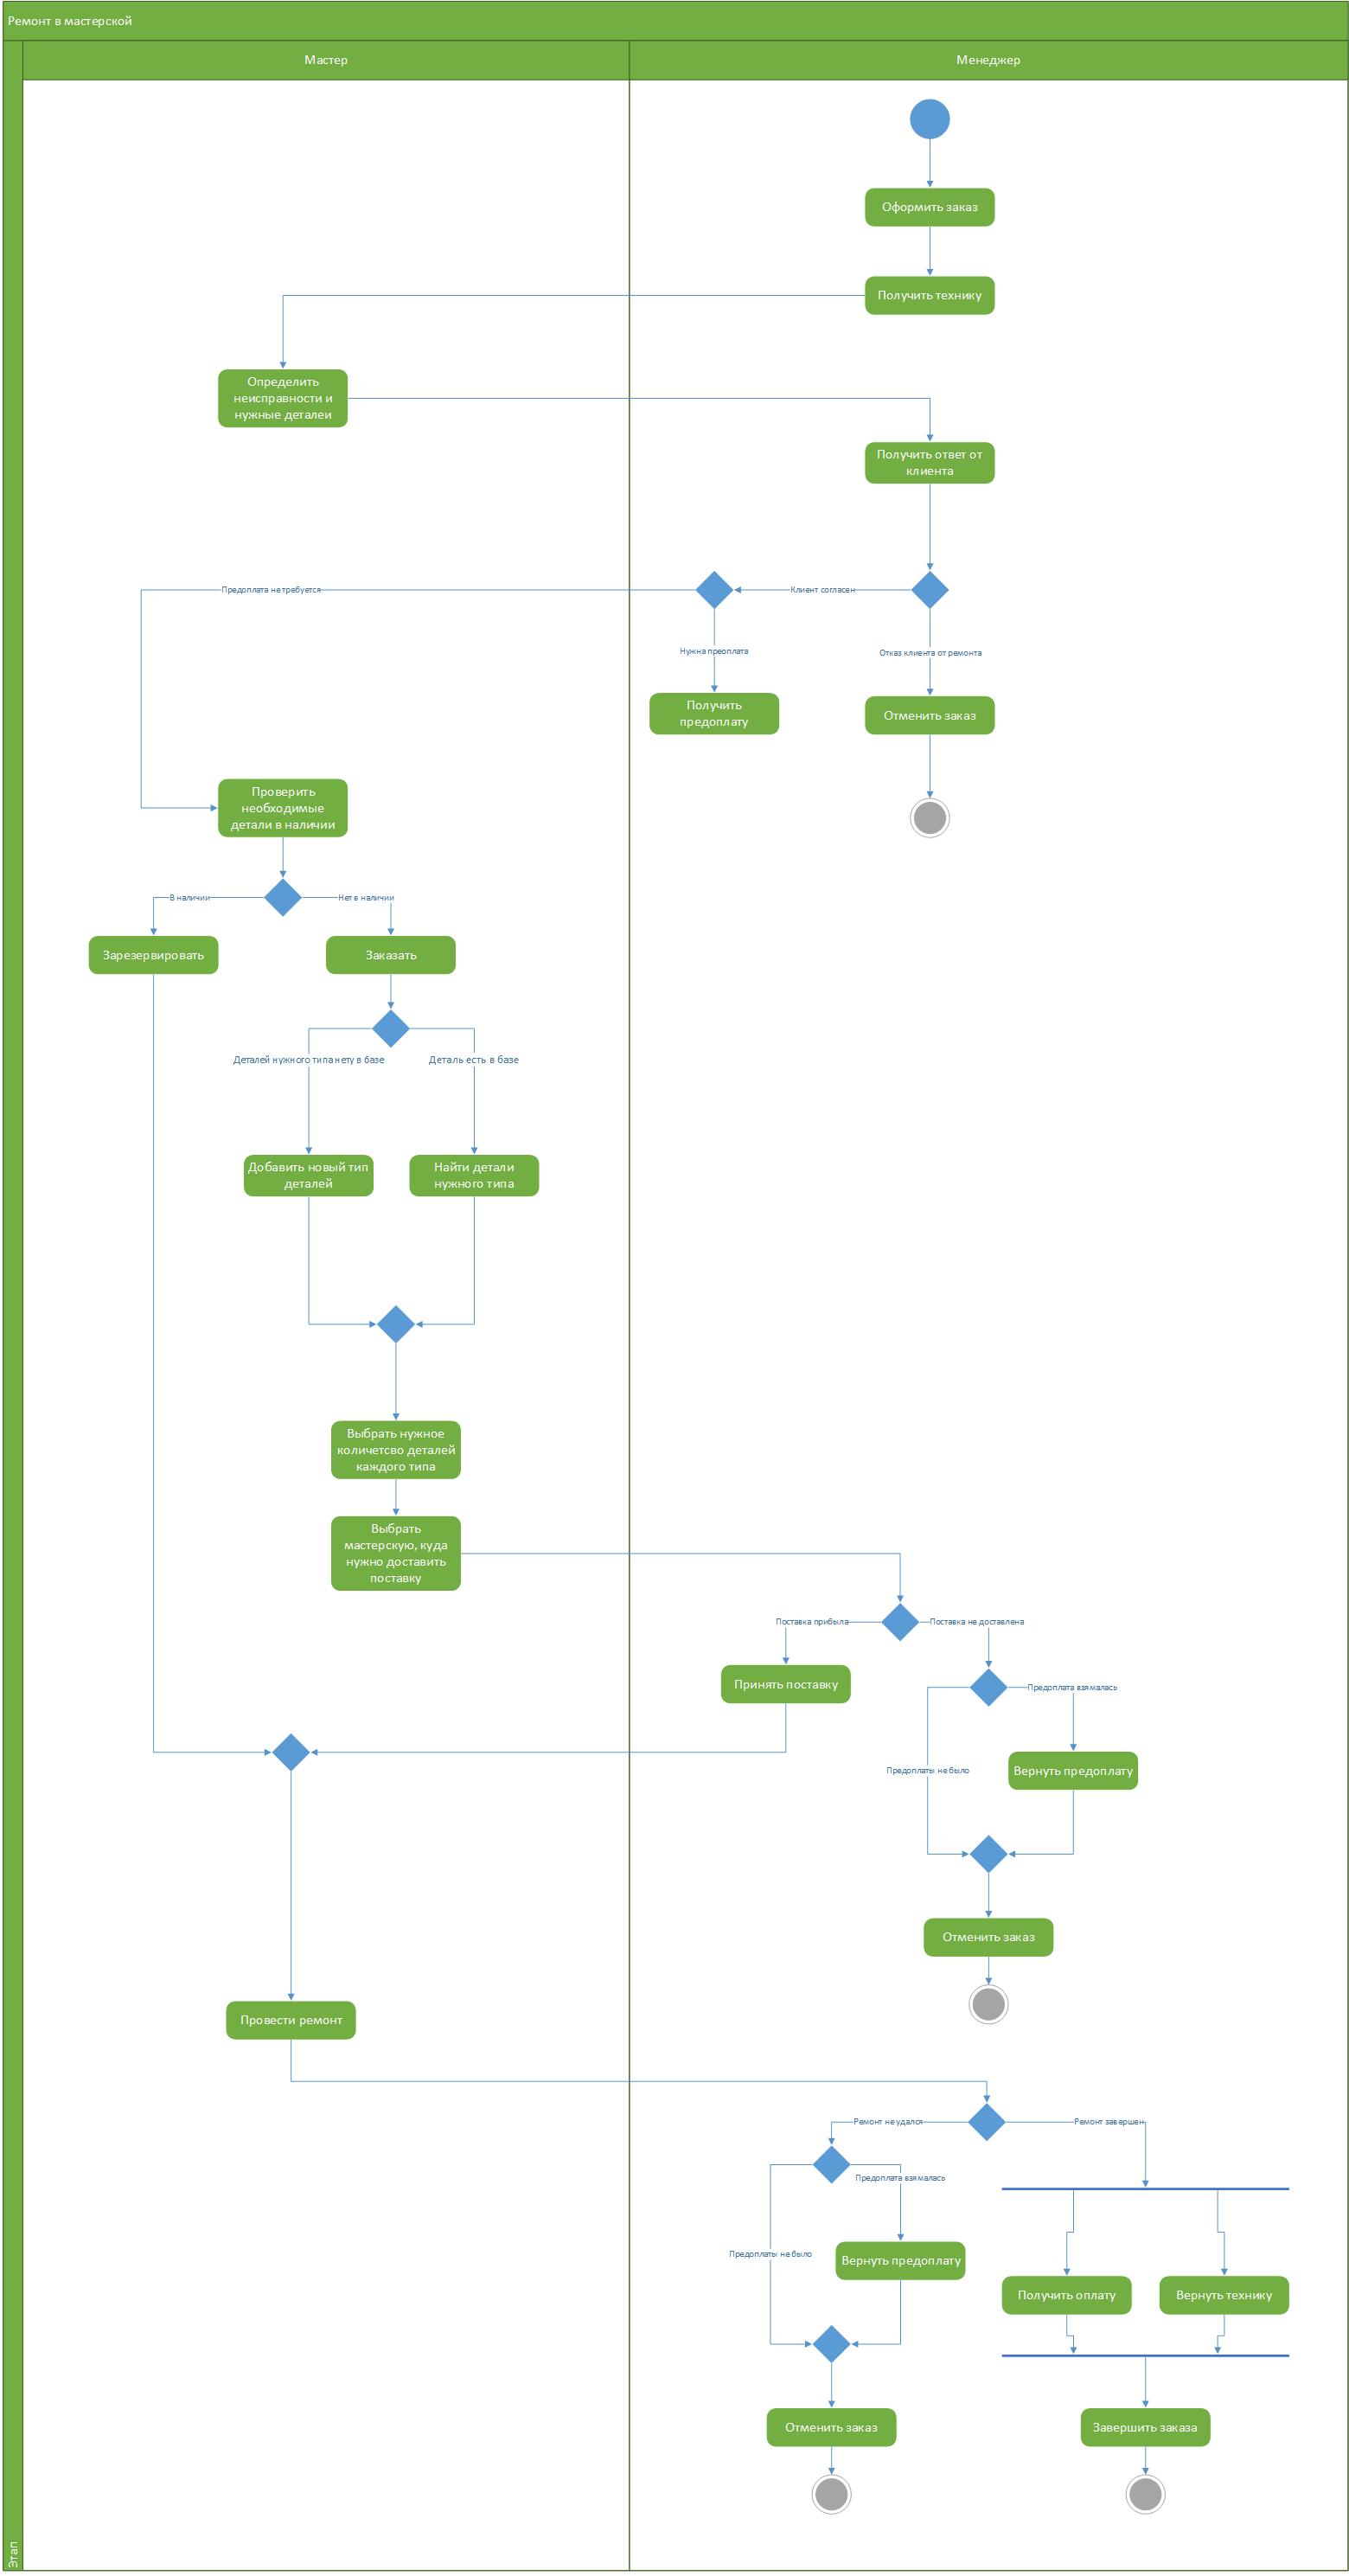 Ремонт в мастерской
Мастер
Менеджер
Оформить заказ
Получить технику
Определить
неисправности и
нужные деталеи
Получить ответ от
клиента
Предоплата не требуется
Клиент согласен
Нужна преоплата
Отказ клиента от ремонта
Получить
предоплату
Отменить заказ
Проверить
необходимые
детали в наличии
В наличии
Нет в наличии
Зарезервировать
Заказать
Деталей нужного типа нету в базе
Деталь есть в базе
Добавить новый тип
деталей
Найти детали
нужного типа
Выбрать нужное
количетсво деталей
каждого типа
Выбрать
мастерскую, куда
нужно доставить
поставку
Поставка прибыла
Поставка не доставлена
Принять поставку
Предоплата взямалась
Предоплаты не было
Вернуть предоплату
Отменить заказ
Провести ремонт
Ремонт не удался
Ремонт завершен
Предоплата взямалась
Предоплаты не было
Вернуть предоплату
Получить оплату
Вернуть технику
Отменить заказ
Завершить заказа
Этап